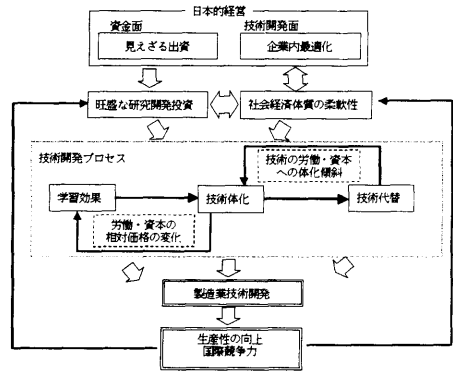 日本的経営
資金面
技術開発面
見えざる出資
企業内最適化
旺盛な研究開発投資
社会経済体質の柔軟性
技術開発プロセス
技術の労働・資本
への体化傾斜
学習効果
技術体化
技術代替
労働・資本の
相対価格の変化
製造業技術開発
生産性の向上
国際競争力